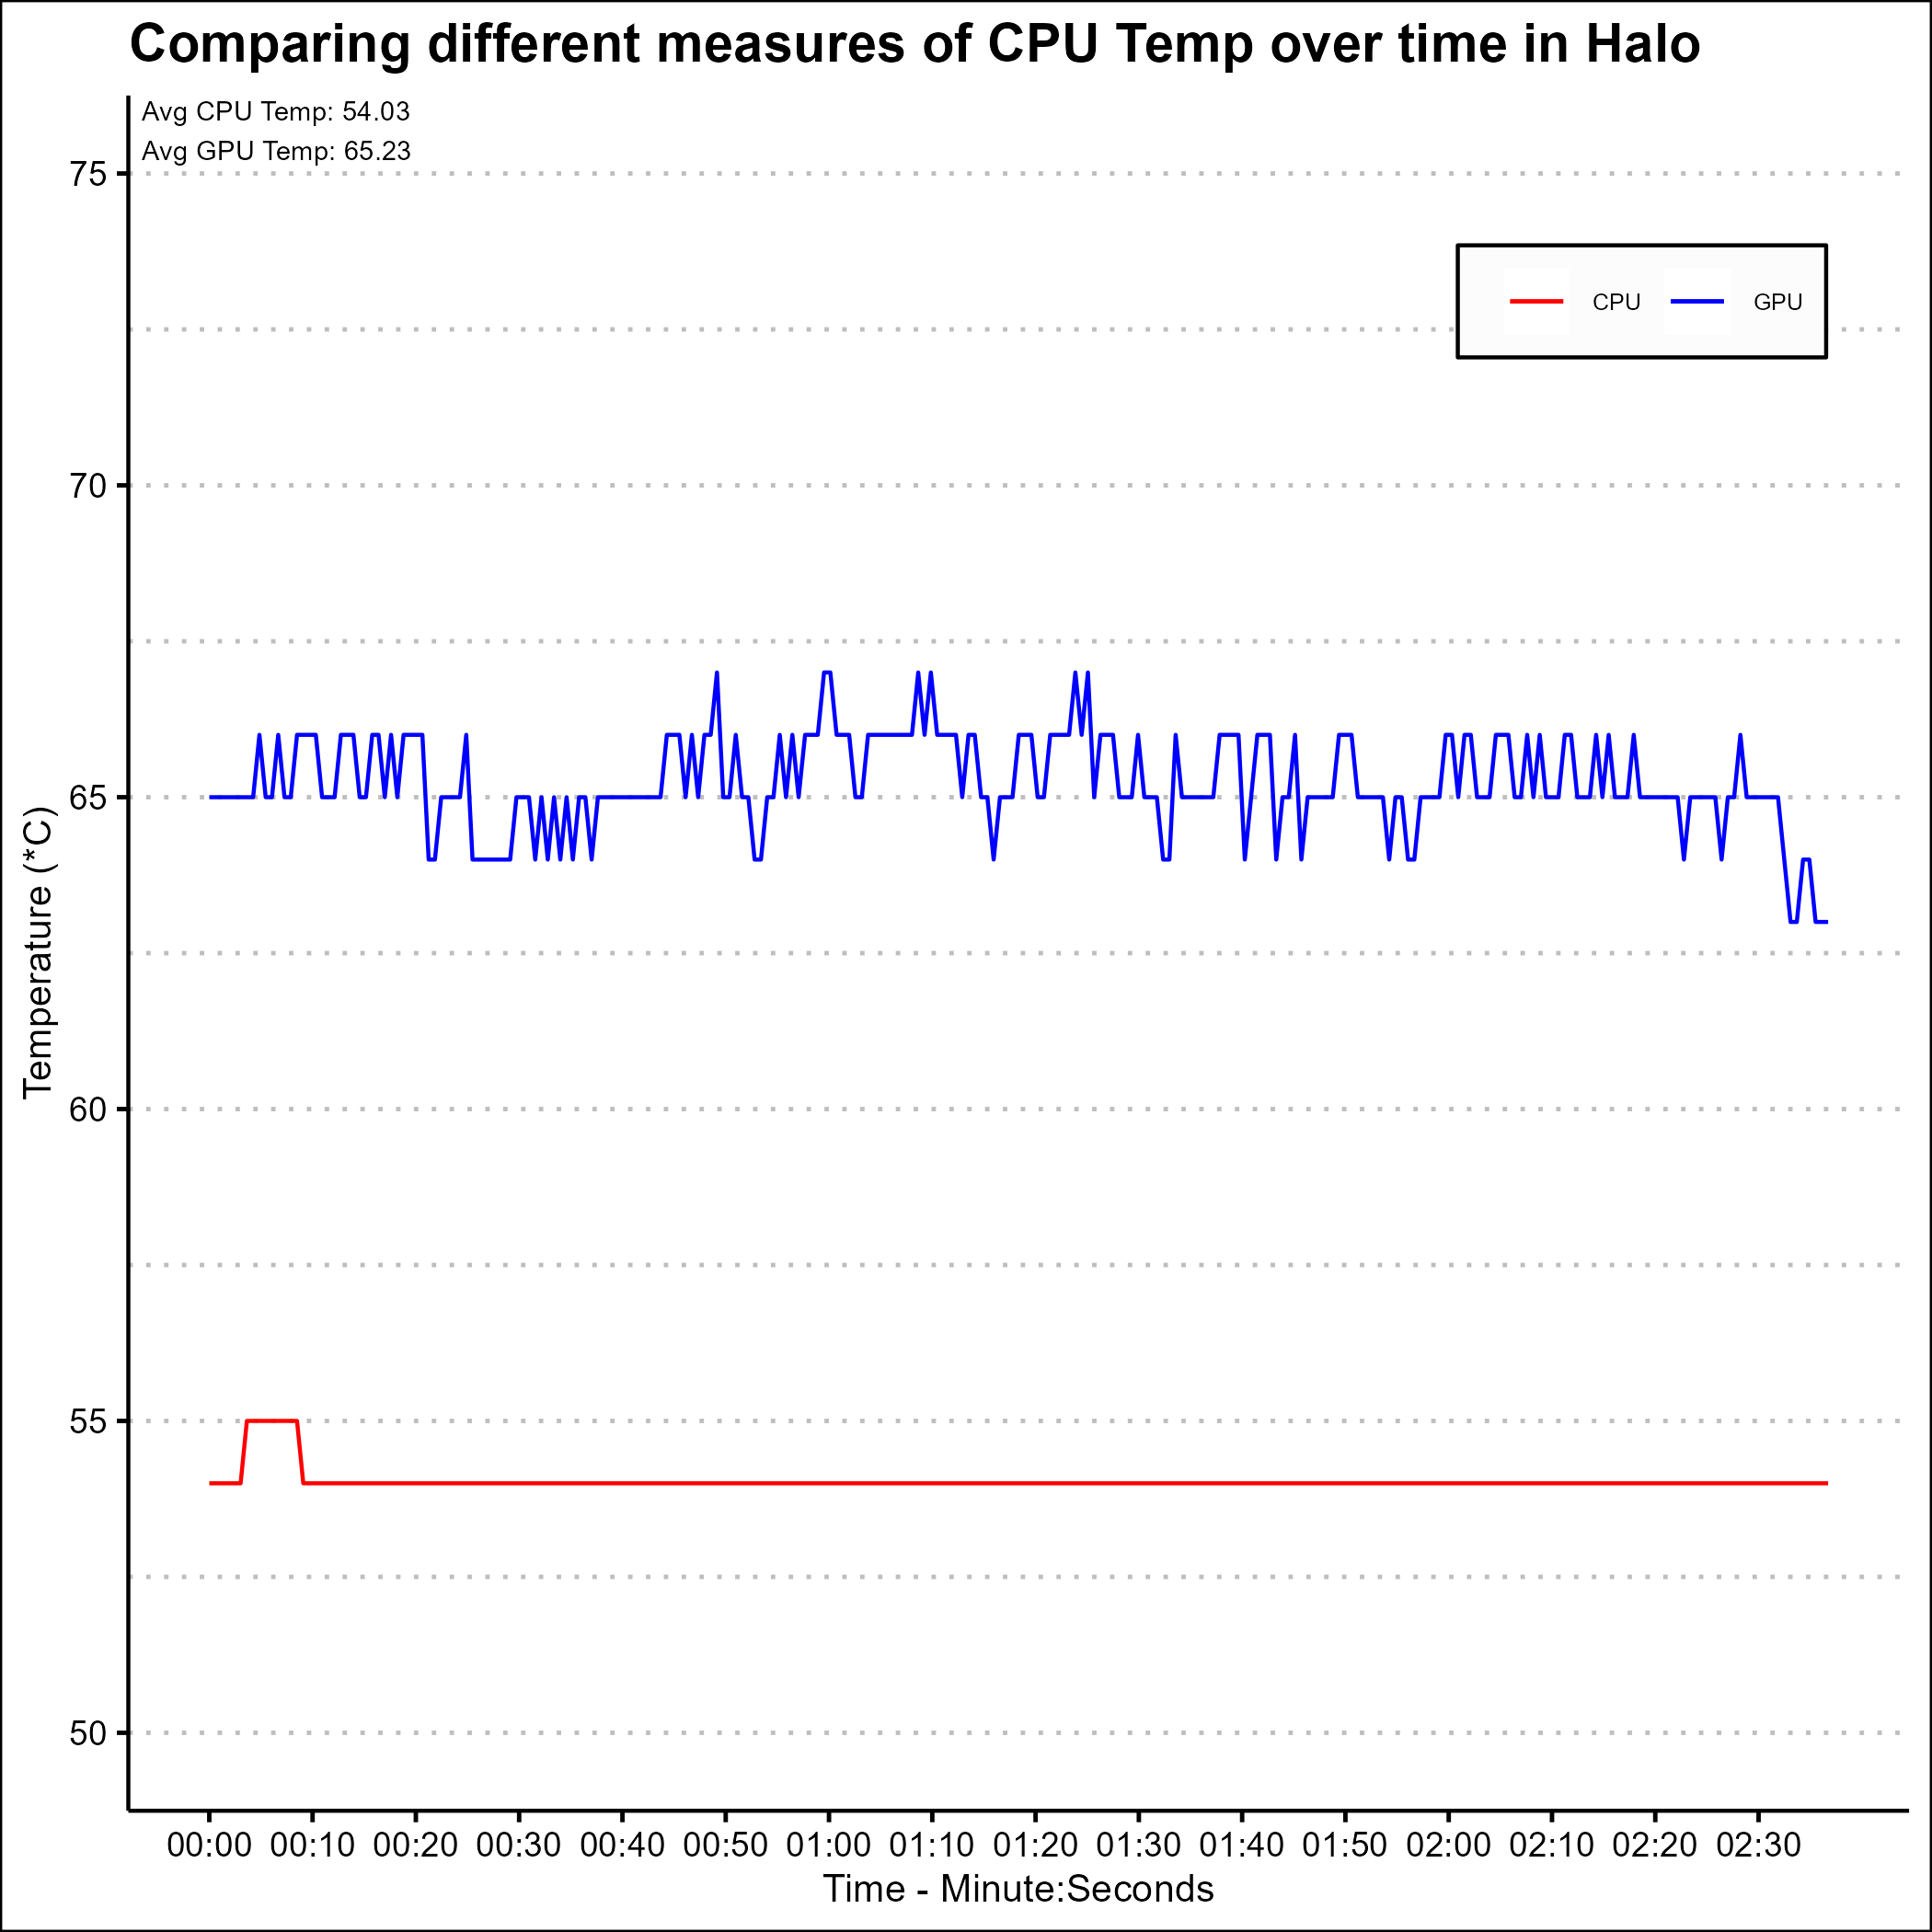 Comparing different measures of CPU Temp over time in Halo
Avg CPU Temp: 54.03
Avg GPU Temp: 65.23
CPU GPU
75
70
65
60
55
50
Temperature (*C)
00:00 00:10 00:20 00:30 00:40 00:50 01:00 01:10 01:20 01:30 01:40 01:50 02:00 02:10 02:20 02:30
Time - Minute:Seconds